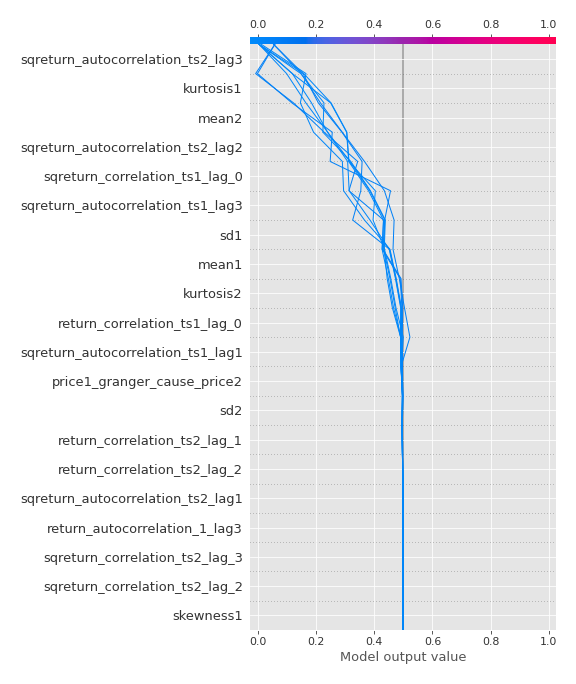 0.0 0.2 0.4 0.6 0.8 1.0
sqreturn_autocorrelation_ts2_lag3
kurtosis1
mean2
sqreturn_autocorrelation_ts2_lag2
sqreturn_correlation_ts1_lag_0
sqreturn_autocorrelation_ts1_lag3
sd1
mean1
kurtosis2
return_correlation_ts1_lag_0
sqreturn_autocorrelation_ts1_lag1
price1_granger_cause_price2
sd2
return_correlation_ts2_lag_1
return_correlation_ts2_lag_2
sqreturn_autocorrelation_ts2_lag1
return_autocorrelation_1_lag3
sqreturn_correlation_ts2_lag_3
sqreturn_correlation_ts2_lag_2
skewness1
0.0 0.2 0.4 0.6 0.8 1.0
Model output value